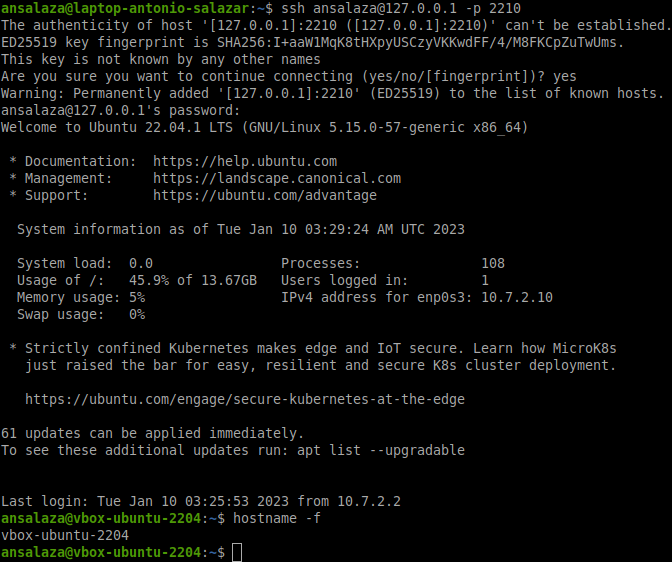 ansalaza@laptop-antonio-salazar:~$ ssh ansalaza@127.0.0.1 -p 2210
The authenticity of host '[127.0.0.1]:2210 ([127.0.0.1]:2210)' can't be established.
ED25519 key fingerprint is SHA256:I+aaW1MqK8tHXpyUSCzyVKKwdFF/4/M8FKCpZuTwUms.
This key is not known by any other names
Are you sure you want to continue connecting (yes/no/[fingerprint])? yes
Warning: Permanently added '[127.0.0.1]:2210' (ED25519) to the list of known hosts.
ansalaza@127.0.0.1's password:
Welcome to Ubuntu 22.04.1 LTS (GNU/Linux 5.15.0-57-generic x86_64)
* Documentation:  https://help.ubuntu.com
* Management:     https://landscape.canonical.com
* Support:        https://ubuntu.com/advantage
System information as of Tue Jan 10 03:29:24 AM UTC 2023
System load:  0.0                Processes:               108
Usage of /:   45.9% of 13.67GB   Users logged in:         1
Memory usage: 5%                 IPv4 address for enp0s3: 10.7.2.10
Swap usage:   0%
* Strictly confined Kubernetes makes edge and IoT secure. Learn how MicroK8s
just raised the bar for easy, resilient and secure K8s cluster deployment.
https://ubuntu.com/engage/secure-kubernetes-at-the-edge
61 updates can be applied immediately.
To see these additional updates run: apt list --upgradable
Last login: Tue Jan 10 03:25:53 2023 from 10.7.2.2
ansalaza@vbox-ubuntu-2204:~$ hostname -f
vbox-ubuntu-2204
ansalaza@vbox-ubuntu-2204:~$